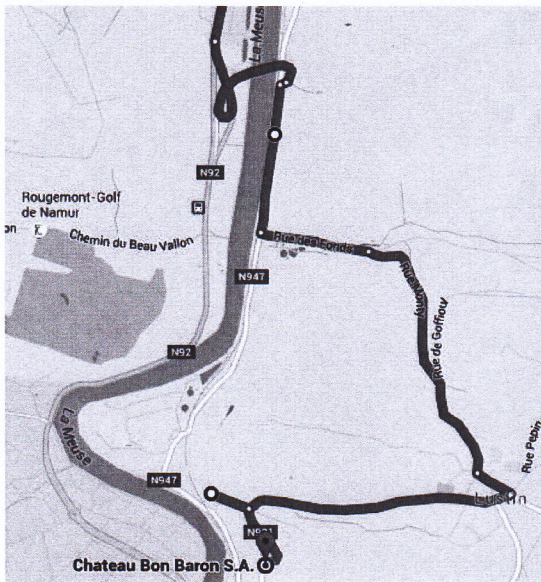 La Meuse
N92
Rougemont-Golf
de Namur
Chemin du Beau Vallon
Rue des Fonds
N947
Rue de Goffioul
N92
La Meuse
Rue Pepin
N947
Lustin
Chateau Bon Baron S.A.